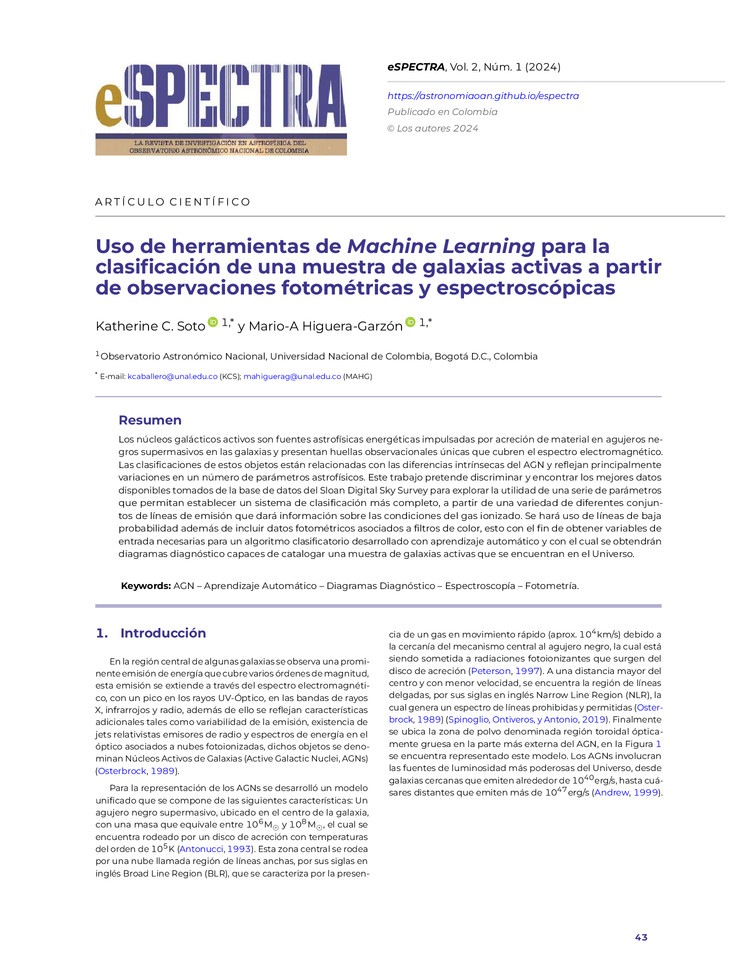 eSPECTRA
LA REVISTA DE INVESTIGACIÓN EN ASTROFÍSICA DEL
OBSERVATORIO ASTRONÓMICO NACIONAL DE COLOMBIA
eSPECTRA, Vol. 2, Núm. 1 (2024)
https://astronomiaoan.github.io/espectra
Publicado en Colombia
© Los autores 2024
ARTÍCULO CIENTÍFICO
Uso de herramientas de Machine Learning para la
clasificación de una muestra de galaxias activas a partir
de observaciones fotométricas y espectroscópicas
Katherine C. Soto 1,* y Mario-A Higuera-Garzón 1,*
1 Observatorio Astronómico Nacional, Universidad Nacional de Colombia, Bogotá D.C., Colombia
* E-mail: kcaballero@unal.edu.co (KCS); mahiguerag@unal.edu.co (MAHG)
Resumen
Los núcleos galácticos activos son fuentes astrofísicas energéticas impulsadas por acreción de material en agujeros ne-
gros supermasivos en las galaxias y presentan huellas observacionales únicas que cubren el espectro electromagnético.
Las clasificaciones de estos objetos están relacionadas con las diferencias intrínsecas del AGN y reflejan principalmente
variaciones en un número de parámetros astrofísicos. Este trabajo pretende discriminar y encontrar los mejores datos
disponibles tomados de la base de datos del Sloan Digital Sky Survey para explorar la utilidad de una serie de parámetros
que permitan establecer un sistema de clasificación más completo, a partir de una variedad de diferentes conjun-
tos de líneas de emisión que dará información sobre las condiciones del gas ionizado. Se hará uso de líneas de baja
probabilidad además de incluir datos fotométricos asociados a filtros de color, esto con el fin de obtener variables de
entrada necesarias para un algoritmo clasificatorio desarrollado con aprendizaje automático y con el cual se obtendrán
diagramas diagnóstico capaces de catalogar una muestra de galaxias activas que se encuentran en el Universo.
Keywords: AGN – Aprendizaje Automático – Diagramas Diagnóstico – Espectroscopía – Fotometría.
1. Introducción
En la región central de algunas galaxias se observa una promi-
nente emisión de energía que cubre varios órdenes de magnitud,
esta emisión se extiende a través del espectro electromagnéti-
co, con un pico en los rayos UV-Óptico, en las bandas de rayos
X, infrarrojos y radio, además de ello se reflejan características
adicionales tales como variabilidad de la emisión, existencia de
jets relativistas emisores de radio y espectros de energía en el
óptico asociados a nubes fotoionizadas, dichos objetos se deno-
minan Núcleos Activos de Galaxias (Active Galactic Nuclei, AGNs)
(Osterbrock, 1989).
Para la representación de los AGNs se desarrolló un modelo
unificado que se compone de las siguientes características: Un
agujero negro supermasivo, ubicado en el centro de la galaxia,
con una masa que equivale entre 10⁶M☉ y 10⁸M☉, el cual se
encuentra rodeado por un disco de acreción con temperaturas
del orden de 10⁵K (Antonucci, 1993). Esta zona central se rodea
por una nube llamada región de líneas anchas, por sus siglas en
inglés Broad Line Region (BLR), que se caracteriza por la presen-
cia de un gas en movimiento rápido (aprox. 10⁴km/s) debido a
la cercanía del mecanismo central al agujero negro, la cual está
siendo sometida a radiaciones fotoionizantes que surgen del
disco de acreción (Peterson, 1997). A una distancia mayor del
centro y con menor velocidad, se encuentra la región de líneas
delgadas, por sus siglas en inglés Narrow Line Region (NLR), la
cual genera un espectro de líneas prohibidas y permitidas (Oster-
brock, 1989) (Spinoglio, Ontiveros, y Antonio, 2019). Finalmente
se ubica la zona de polvo denominada región toroidal óptica-
mente gruesa en la parte más externa del AGN, en la Figura 1
se encuentra representado este modelo. Los AGNs involucran
las fuentes de luminosidad más poderosas del Universo, desde
galaxias cercanas que emiten alrededor de 10⁴⁰erg/s, hasta cuá-
sares distantes que emiten más de 10⁴⁷erg/s (Andrew, 1999).
43